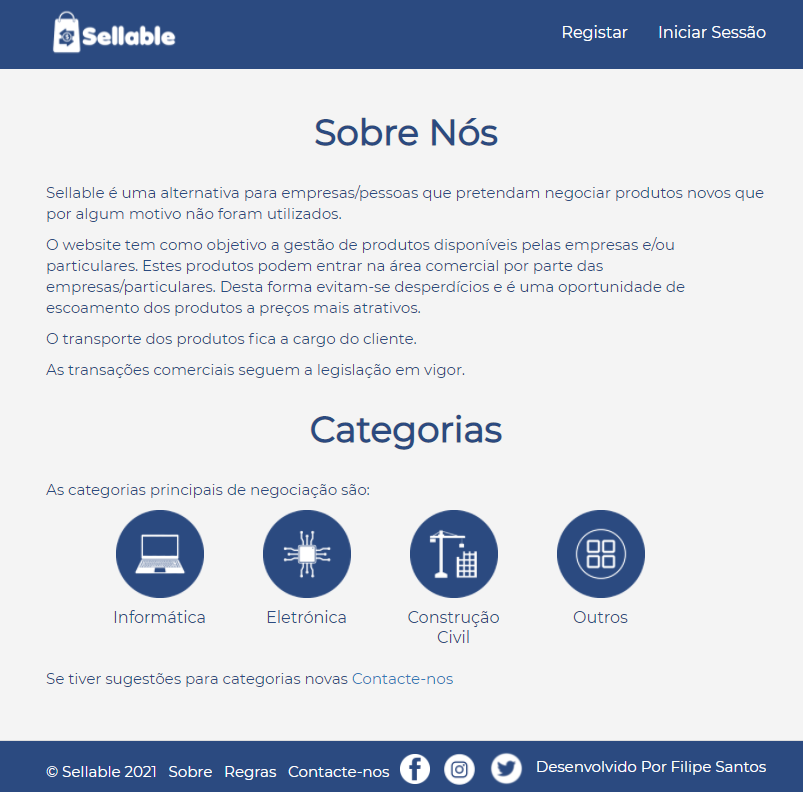 Sellable
Registar
Iniciar Sessão
Sobre Nós
Sellable é uma alternativa para empresas/pessoas que pretendam negociar produtos novos que
por algum motivo não foram utilizados.
O website tem como objetivo a gestão de produtos disponíveis pelas empresas e/ou
particulares. Estes produtos podem entrar na área comercial por parte das
empresas/particulares. Desta forma evitam-se desperdícios e é uma oportunidade de
escoamento dos produtos a preços mais atrativos.
O transporte dos produtos fica a cargo do cliente.
As transações comerciais seguem a legislação em vigor.
Categorias
As categorias principais de negociação são:
Informática
Eletrónica
Construção
Civil
Outros
Se tiver sugestões para categorias novas Contacte-nos
© Sellable 2021 Sobre Regras Contacte-nos
Desenvolvido Por Filipe Santos